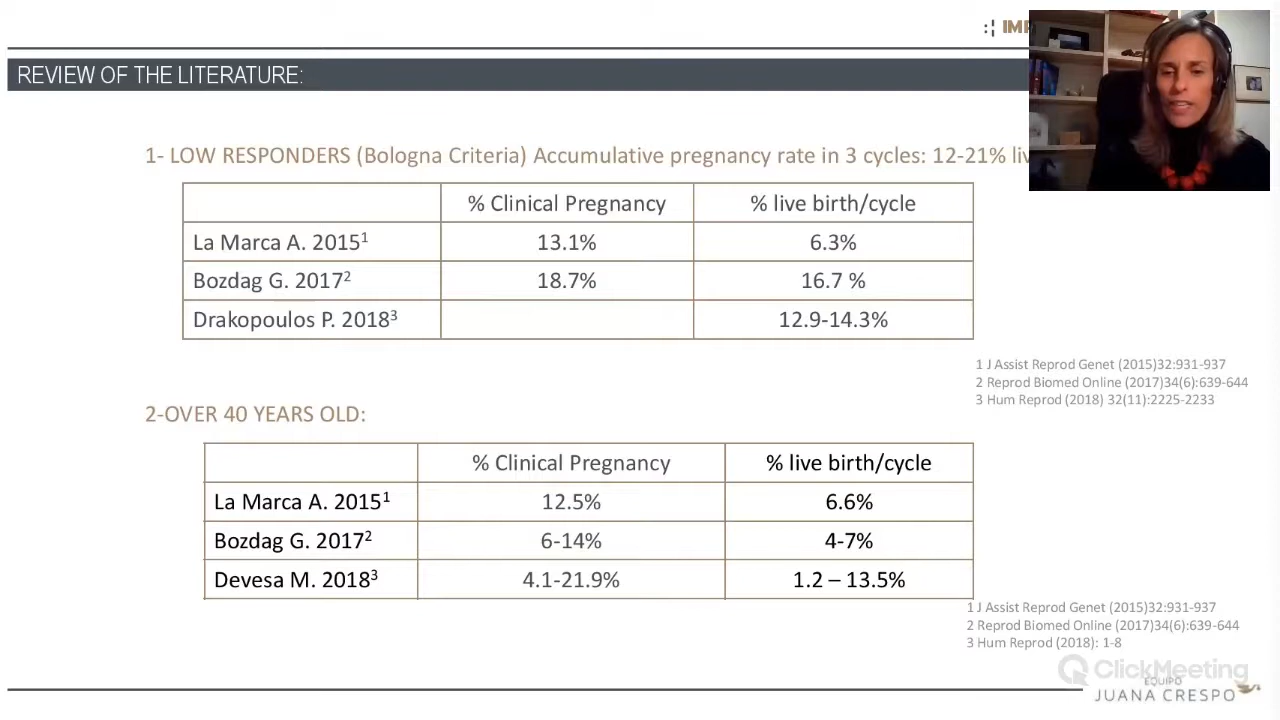 :¦ IMP
REVIEW OF THE LITERATURE:
1- LOW RESPONDERS (Bologna Criteria) Accumulative pregnancy rate in 3 cycles: 12-21% li
% Clinical Pregnancy % live birth/cycle
La Marca A. 2015¹ 13.1% 6.3%
Bozdag G. 2017² 18.7% 16.7 %
Drakopoulos P. 2018³ 12.9-14.3%
1 J Assist Reprod Genet (2015)32:931-937
2 Reprod Biomed Online (2017)34(6):639-644
3 Hum Reprod (2018) 32(11):2225-2233
2-OVER 40 YEARS OLD:
% Clinical Pregnancy % live birth/cycle
La Marca A. 2015¹ 12.5% 6.6%
Bozdag G. 2017² 6-14% 4-7%
Devesa M. 2018³ 4.1-21.9% 1.2 – 13.5%
1 J Assist Reprod Genet (2015)32:931-937
2 Reprod Biomed Online (2017)34(6):639-644
3 Hum Reprod (2018): 1-8
ClickMeeting
EQUIPO
JUANA CRESPO